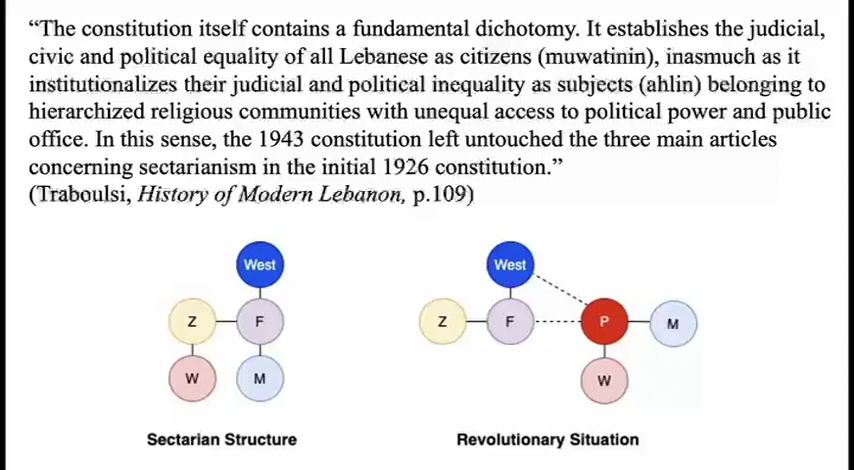 “The constitution itself contains a fundamental dichotomy. It establishes the judicial,
civic and political equality of all Lebanese as citizens (muwatinin), inasmuch as it
institutionalizes their judicial and political inequality as subjects (ahlin) belonging to
hierarchized religious communities with unequal access to political power and public
office. In this sense, the 1943 constitution left untouched the three main articles
concerning sectarianism in the initial 1926 constitution.”
(Traboulsi, History of Modern Lebanon, p.109)
West
Z
F
W
M
Sectarian Structure
West
Z
F
P
M
W
Revolutionary Situation